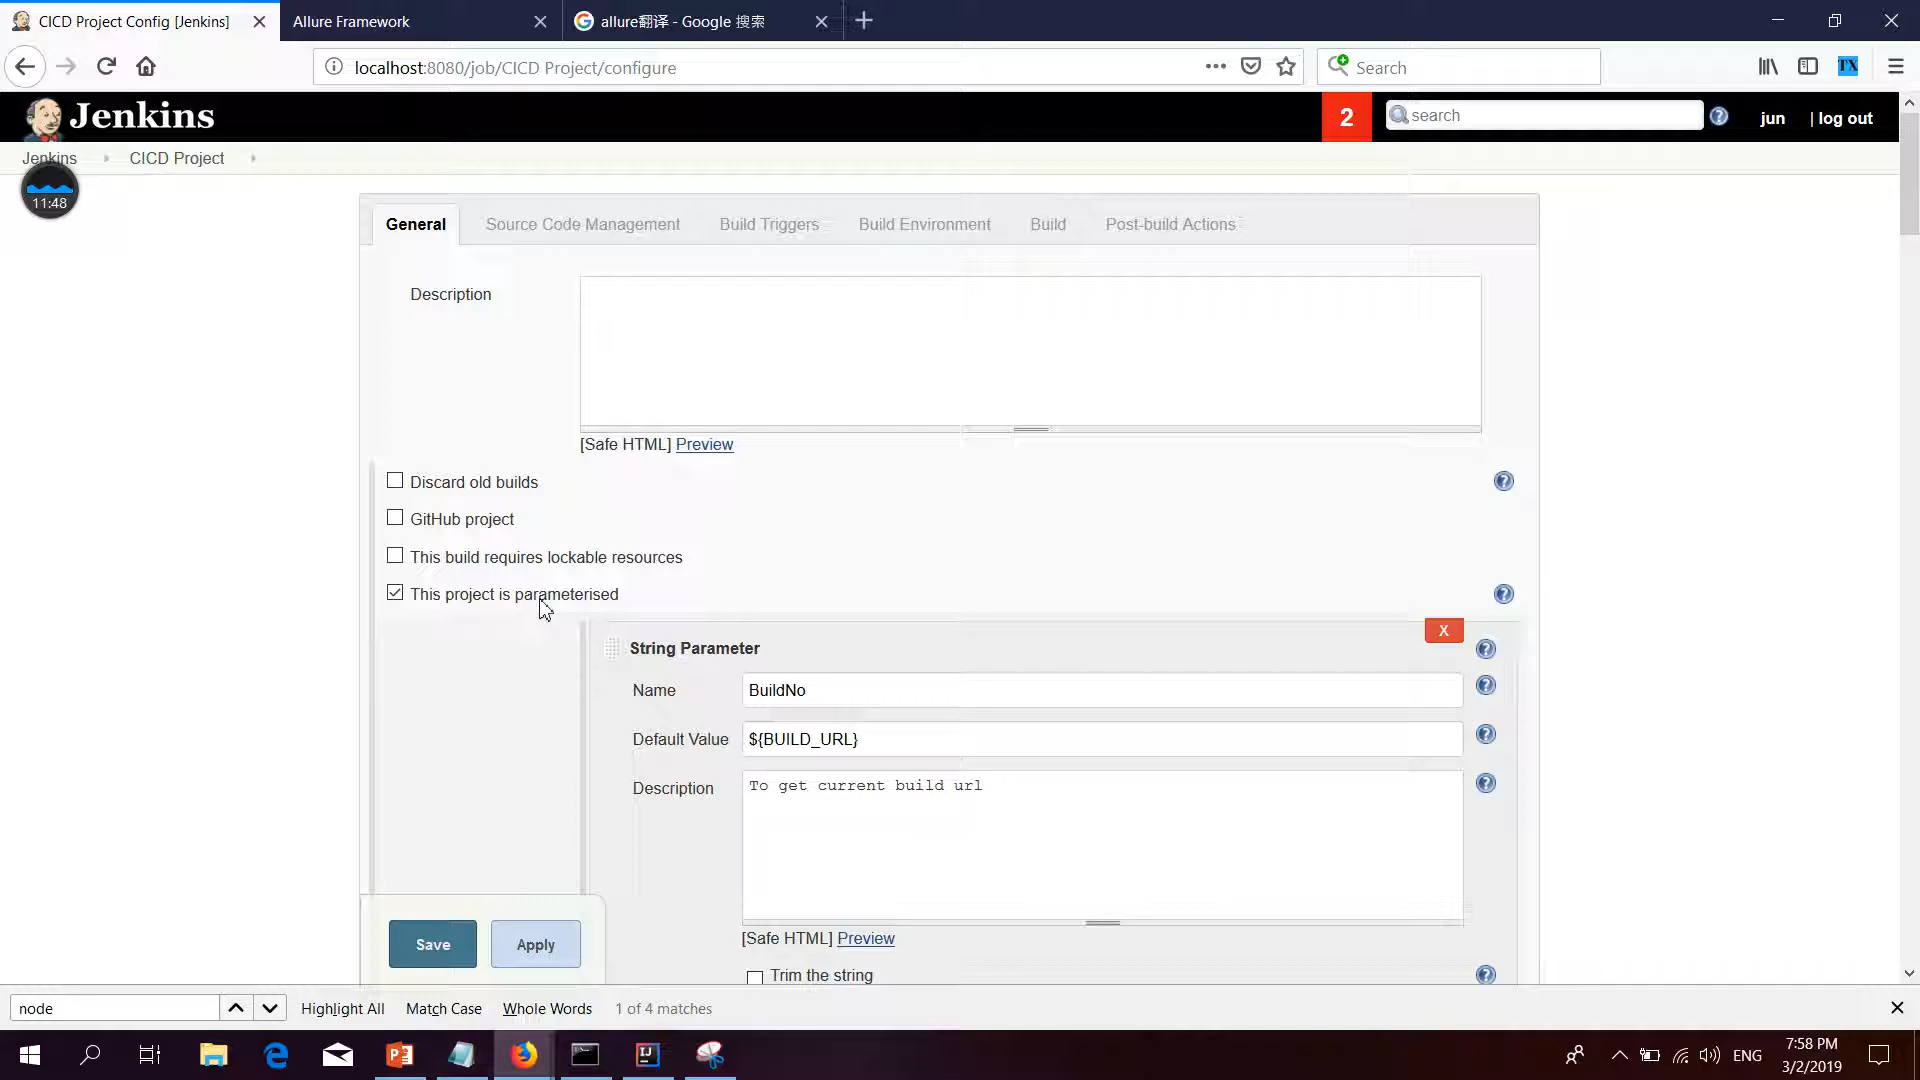 CICD Project Config [Jenkins]
Allure Framework
allure翻译 - Google 搜索
localhost:8080/job/CICD Project/configure
Search
TX
Jenkins
2
search
jun
| log out
Jenkins
CICD Project
11:48
General
Source Code Management
Build Triggers
Build Environment
Build
Post-build Actions
Description
[Safe HTML] Preview
Discard old builds
GitHub project
This build requires lockable resources
This project is parameterised
X
String Parameter
Name
BuildNo
Default Value
${BUILD_URL}
Description
To get current build url
[Safe HTML] Preview
Trim the string
Save
Apply
node
Highlight All
Match Case
Whole Words
1 of 4 matches
ENG
7:58 PM
3/2/2019